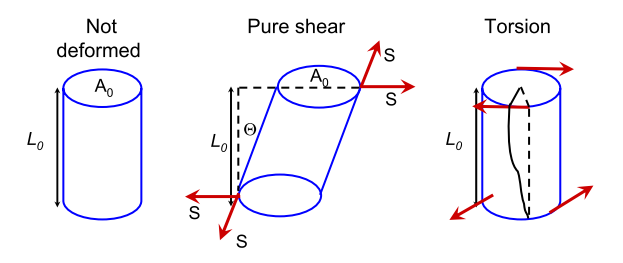 Not
deformed
Pure shear
Torsion
A₀
L₀
A₀
S
S
Θ
L₀
S
S
L₀